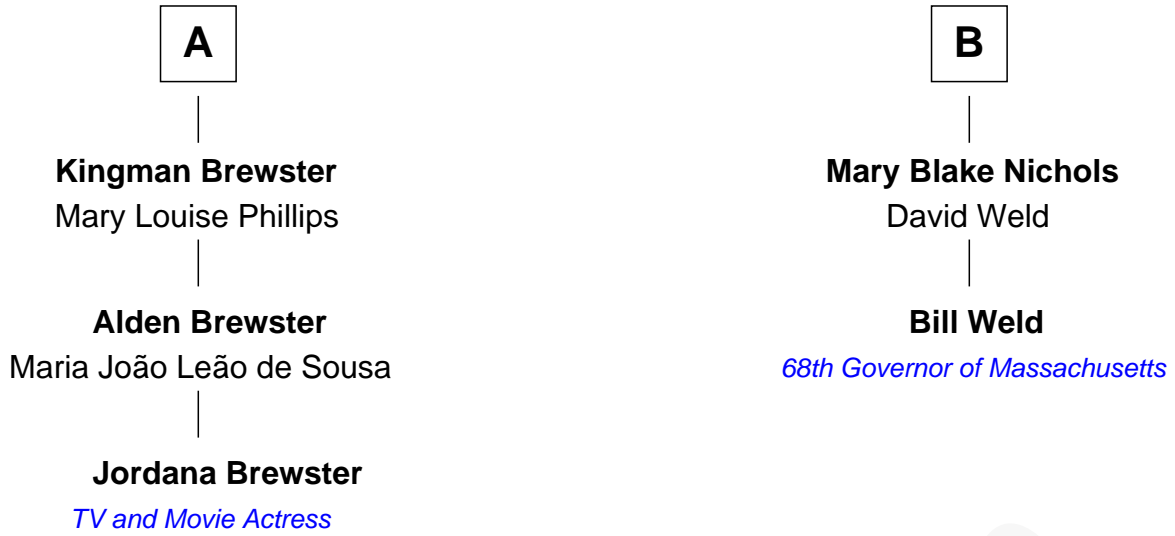 A
Kingman Brewster
Mary Louise Phillips
Alden Brewster
Maria João Leão de Sousa
Jordana Brewster
TV and Movie Actress
B
Mary Blake Nichols
David Weld
Bill Weld
68th Governor of Massachusetts